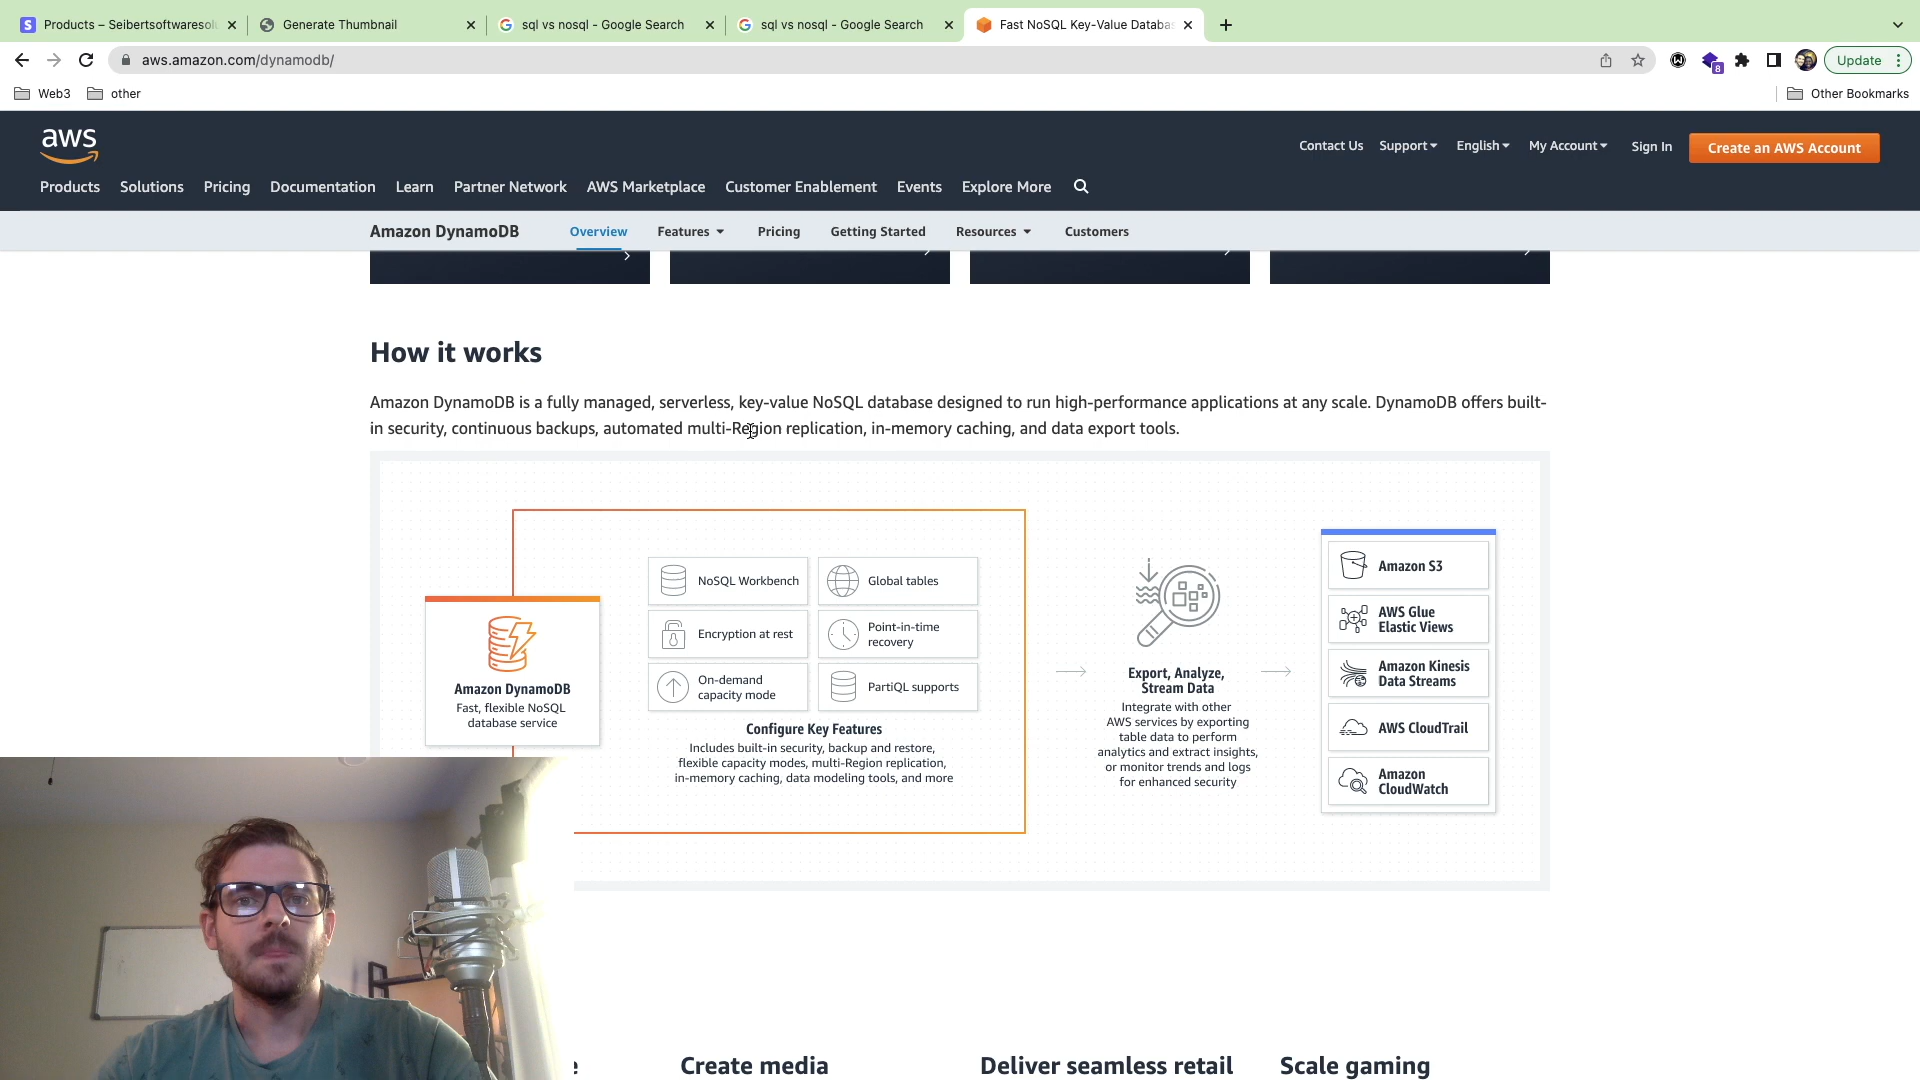 Products – Seibertsoftwaresol
Generate Thumbnail
sql vs nosql - Google Search
sql vs nosql - Google Search
Fast NoSQL Key-Value Databa
aws.amazon.com/dynamodb/
8
Update
Web3
other
Other Bookmarks
aws
Contact Us
Support
English
My Account
Sign In
Create an AWS Account
Products
Solutions
Pricing
Documentation
Learn
Partner Network
AWS Marketplace
Customer Enablement
Events
Explore More
Amazon DynamoDB
Overview
Features
Pricing
Getting Started
Resources
Customers
How it works
Amazon DynamoDB is a fully managed, serverless, key-value NoSQL database designed to run high-performance applications at any scale. DynamoDB offers built-
in security, continuous backups, automated multi-Region replication, in-memory caching, and data export tools.
Amazon DynamoDB
Fast, flexible NoSQL
database service
NoSQL Workbench
Global tables
Encryption at rest
Point-in-time
recovery
On-demand
capacity mode
PartiQL supports
Configure Key Features
Includes built-in security, backup and restore,
flexible capacity modes, multi-Region replication,
in-memory caching, data modeling tools, and more
Export, Analyze,
Stream Data
Integrate with other
AWS services by exporting
table data to perform
analytics and extract insights,
or monitor trends and logs
for enhanced security
Amazon S3
AWS Glue
Elastic Views
Amazon Kinesis
Data Streams
AWS CloudTrail
Amazon
CloudWatch
Create media
Deliver seamless retail
Scale gaming